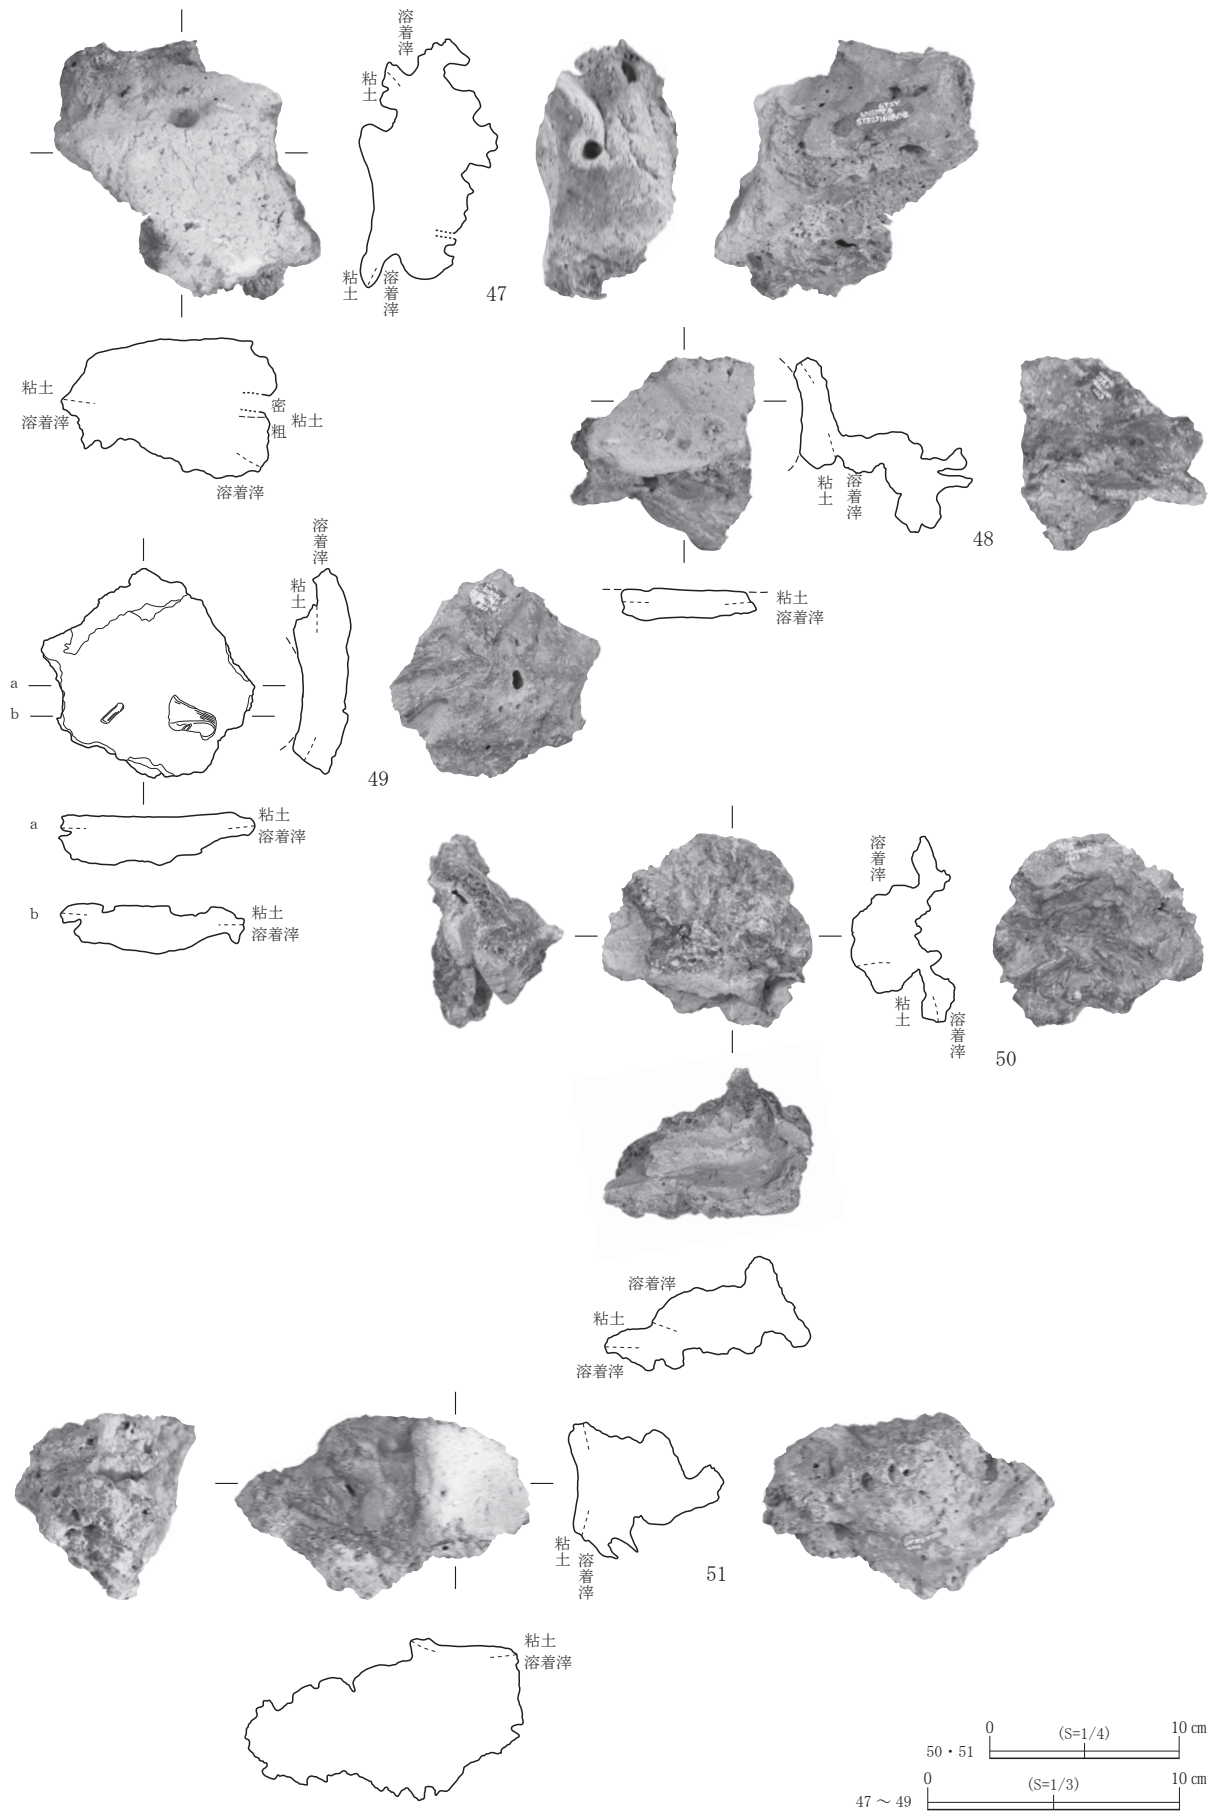 溶着滓
粘土
粘土
溶着滓
47
粘土
溶着滓
密
粗
粘土
溶着滓
粘土
溶着滓
48
粘土
溶着滓
溶着滓
粘土
a
b
49
a
粘土
溶着滓
b
粘土
溶着滓
溶着滓
粘土
溶着滓
50
溶着滓
粘土
溶着滓
粘土
溶着滓
51
粘土
溶着滓
0 (S=1/4) 10 cm
50・51
0 (S=1/3) 10 cm
47 ～ 49